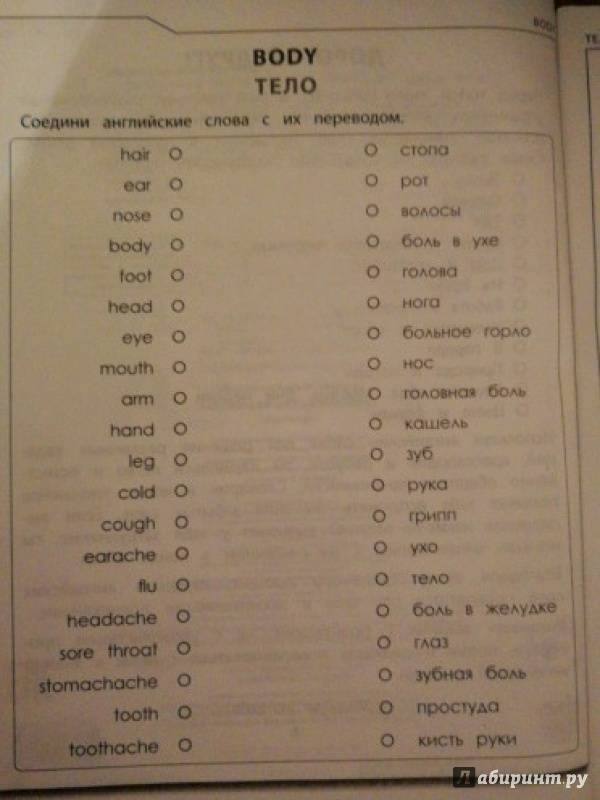 BODY
BODY
ТЕЛО
Соедини английские слова с их переводом.
hair стопа
ear рот
nose волосы
body боль в ухе
foot голова
head нога
eye больное горло
mouth нос
arm головная боль
hand кашель
leg зуб
cold рука
cough грипп
earache ухо
flu тело
headache боль в желудке
sore throat глаз
stomachache зубная боль
tooth простуда
toothache кисть руки
Лабиринт.ру